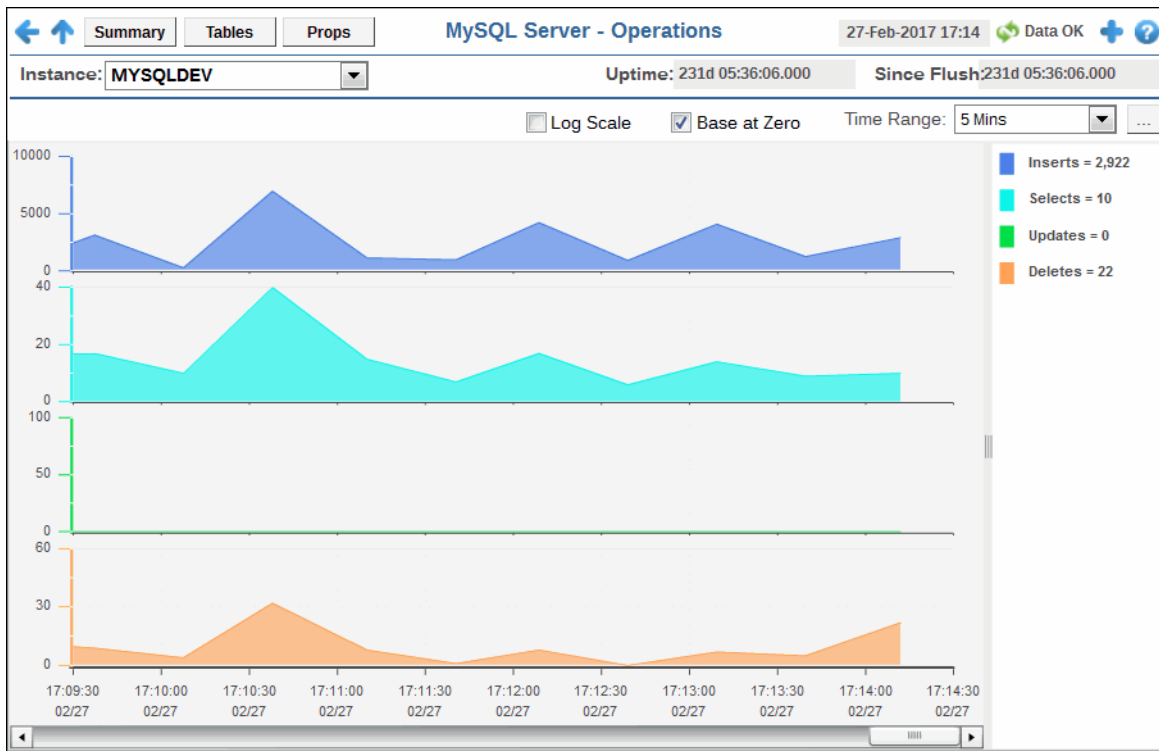 Summary Tables Props MySQL Server - Operations 27-Feb-2017 17:14 Data OK ?
Instance: MYSQLDEV Uptime: 231d 05:36:06.000 Since Flush: 231d 05:36:06.000
Log Scale Base at Zero Time Range: 5 Mins ...
10000
5000
0
40
20
0
100
50
0
60
30
0
17:09:30 17:10:00 17:10:30 17:11:00 17:11:30 17:12:00 17:12:30 17:13:00 17:13:30 17:14:00 17:14:30
02/27 02/27 02/27 02/27 02/27 02/27 02/27 02/27 02/27 02/27 02/27
Inserts = 2,922
Selects = 10
Updates = 0
Deletes = 22